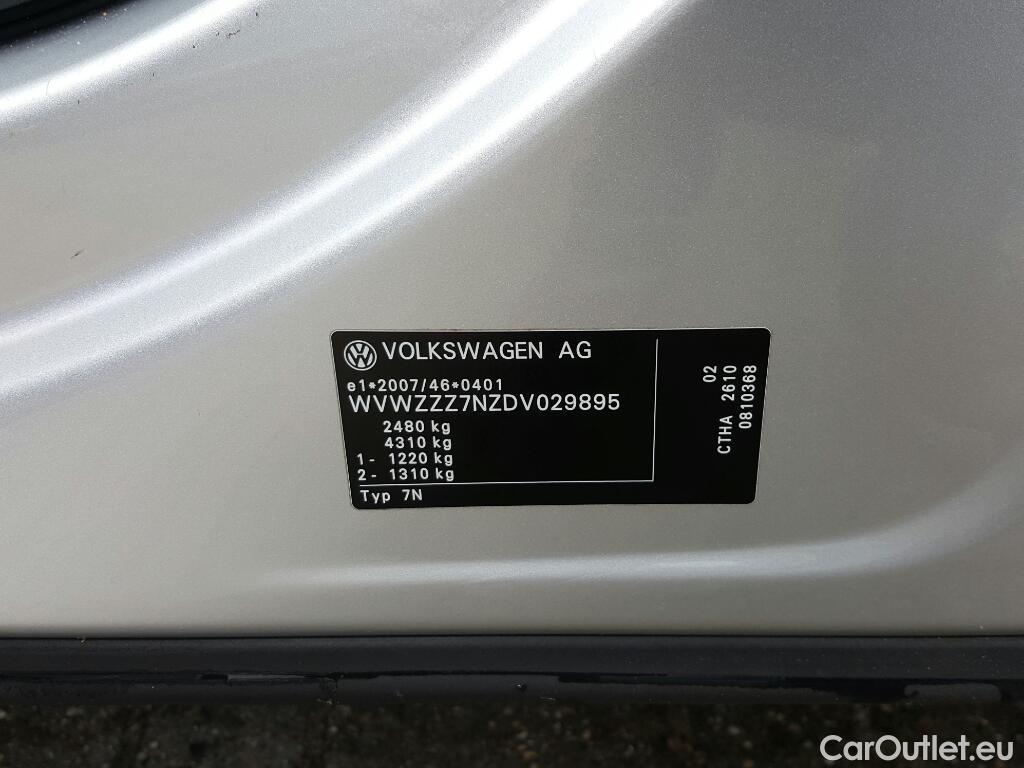 VOLKSWAGEN AG
e1*2007/46*0401
WVWZZZ7NZDV029895
2480 kg
4310 kg
1 - 1220 kg
2 - 1310 kg
Typ 7N
02
CTHA 2610
0810368
CarOutlet.eu